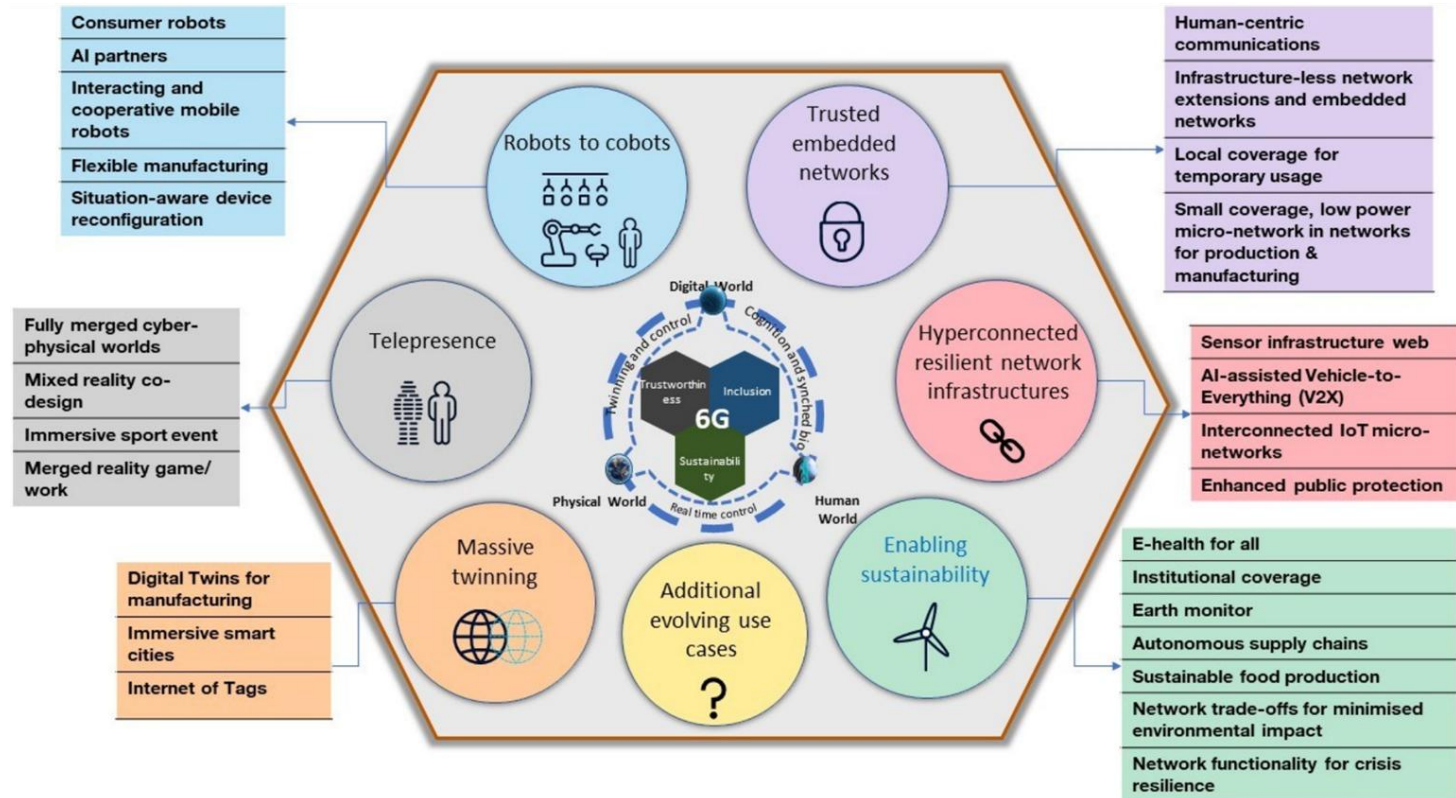 Consumer robots
AI partners
Interacting and
cooperative mobile
robots
Flexible manufacturing
Situation-aware device
reconfiguration
Fully merged cyber-
physical worlds
Mixed reality co-
design
Immersive sport event
Merged reality game/
work
Digital Twins for
manufacturing
Immersive smart
cities
Internet of Tags
Robots to cobots
Trusted
embedded
networks
Telepresence
Hyperconnected
resilient network
infrastructures
Massive
twinning
Additional
evolving use
cases
?
Enabling
sustainability
Digital World
Twinning and control
Cognition and synched bio
Trustworthin
ess
Inclusion
6G
Sustainabili
ty
Physical World
Real time control
Human
World
Human-centric
communications
Infrastructure-less network
extensions and embedded
networks
Local coverage for
temporary usage
Small coverage, low power
micro-network in networks
for production &
manufacturing
Sensor infrastructure web
AI-assisted Vehicle-to-
Everything (V2X)
Interconnected IoT micro-
networks
Enhanced public protection
E-health for all
Institutional coverage
Earth monitor
Autonomous supply chains
Sustainable food production
Network trade-offs for minimised
environmental impact
Network functionality for crisis
resilience